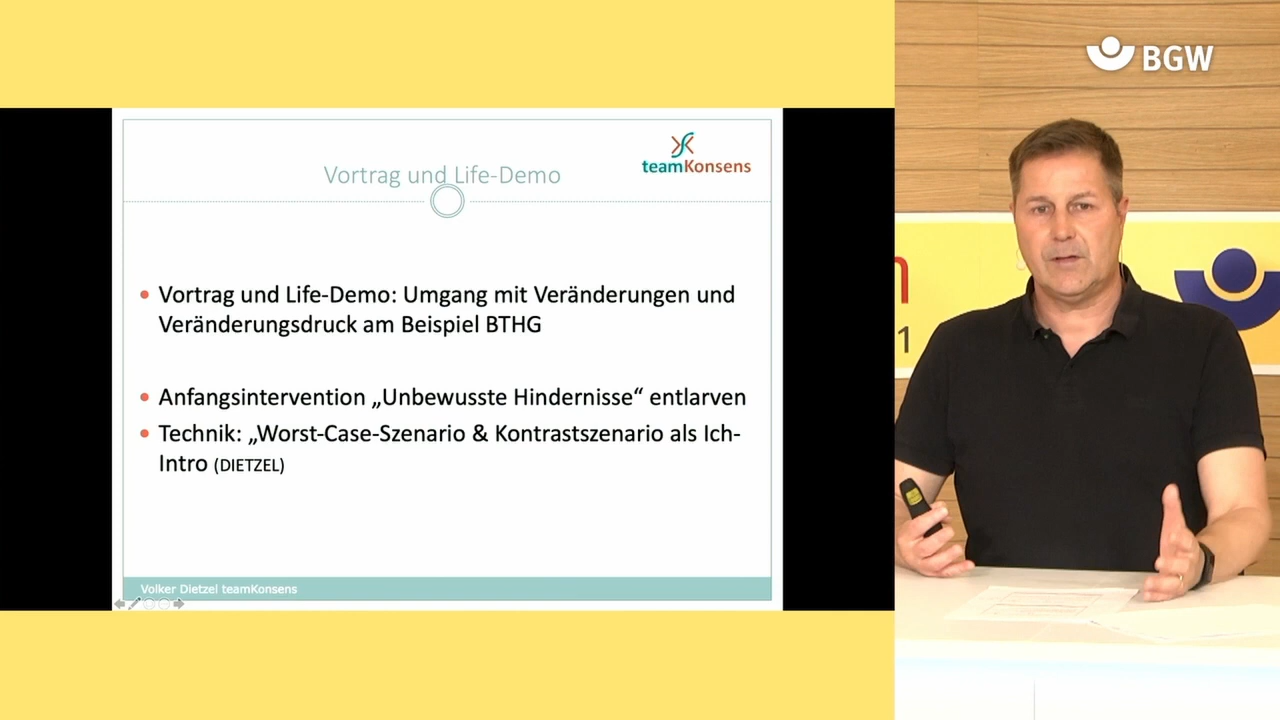 BGW
teamKonsens
Vortrag und Life-Demo
• Vortrag und Life-Demo: Umgang mit Veränderungen und
Veränderungsdruck am Beispiel BTHG
• Anfangsintervention „Unbewusste Hindernisse“ entlarven
• Technik: „Worst-Case-Szenario & Kontrastszenario als Ich-
Intro (DIETZEL)
Volker Dietzel teamKonsens
1